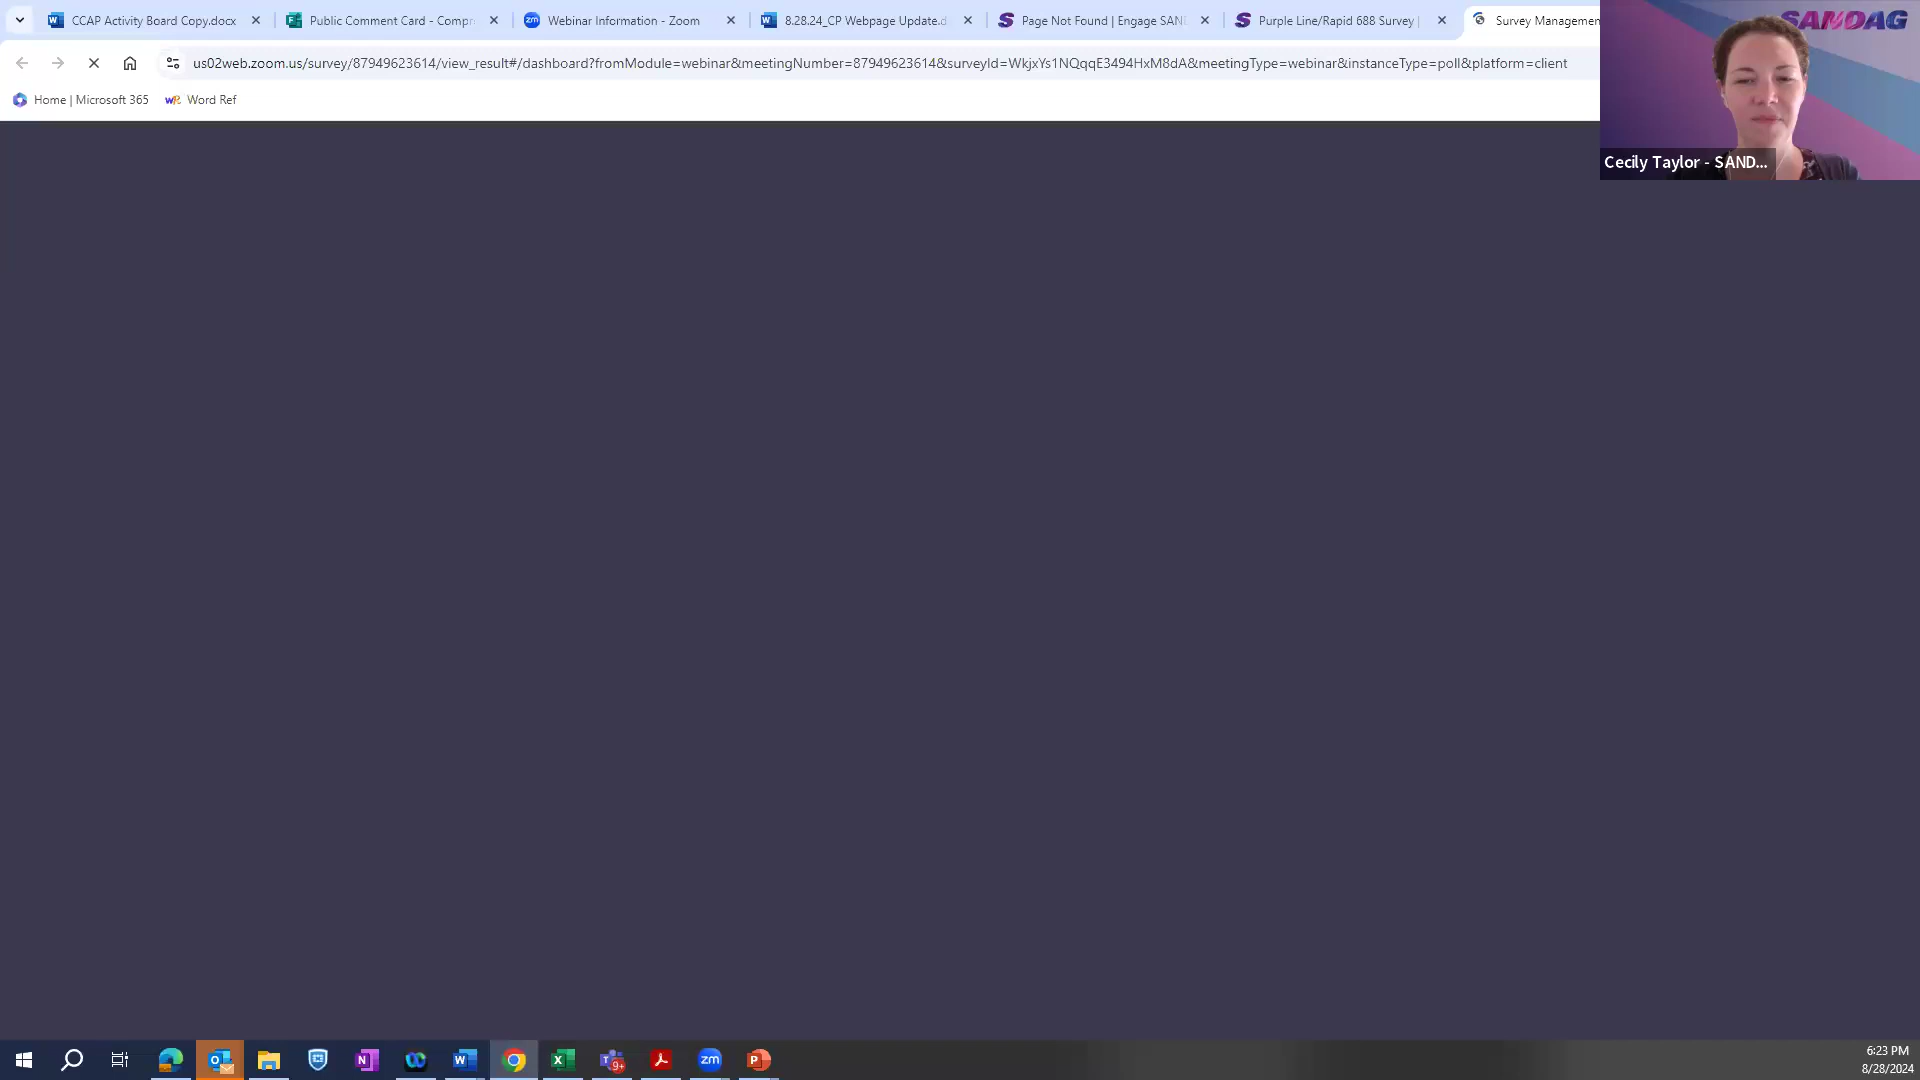 CCAP Activity Board Copy.docx
Public Comment Card - Compr
Webinar Information - Zoom
8.28.24_CP Webpage Update.d
Page Not Found | Engage SAND
Purple Line/Rapid 688 Survey |
Survey Managemen
SANDAG
us02web.zoom.us/survey/87949623614/view_result#/dashboard?fromModule=webinar&meetingNumber=87949623614&surveyId=WkjxYs1NQqqE3494HxM8dA&meetingType=webinar&instanceType=poll&platform=client
Home | Microsoft 365
Word Ref
Cecily Taylor - SAND...
9+
zm
6:23 PM
8/28/2024